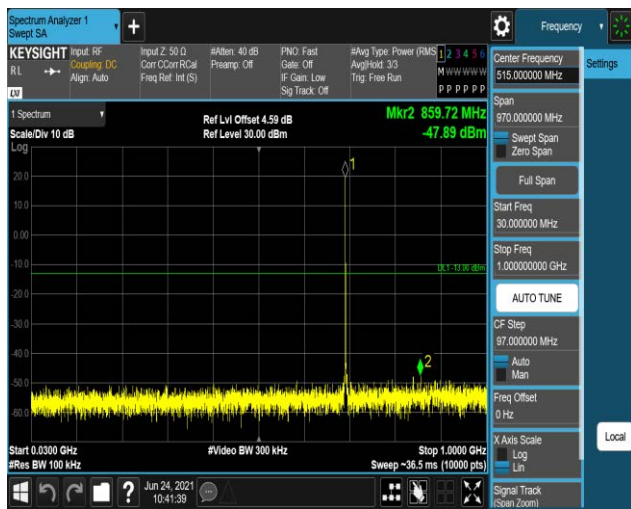 Spectrum Analyzer 1
Swept SA
+
Frequency
KEYSIGHT
RL
LXI
Input: RF
Coupling: DC
Align: Auto
Input Z: 50 Ω
Corr CCorr RCal
Freq Ref: Int (S)
#Atten: 40 dB
Preamp: Off
PNO: Fast
Gate: Off
IF Gain: Low
Sig Track: Off
#Avg Type: Power (RMS
Avg|Hold: 3/3
Trig: Free Run
1 2 3 4 5 6
M W W W W W
P P P P P P
Center Frequency
515.000000 MHz
Settings
1 Spectrum
Scale/Div 10 dB
Ref Lvl Offset 4.59 dB
Ref Level 30.00 dBm
Mkr2 859.72 MHz
-47.89 dBm
Span
970.000000 MHz
Swept Span
Zero Span
Full Span
Start Freq
30.000000 MHz
Stop Freq
1.000000000 GHz
AUTO TUNE
CF Step
97.000000 MHz
Auto
Man
Freq Offset
0 Hz
X Axis Scale
Log
Lin
Local
Signal Track
(Span Zoom)
Log
1
20.0
10.0
0.00
-10.0
DL1 -13.00 dBm
-20.0
-30.0
-40.0
2
-50.0
-60.0
Start 0.0300 GHz
#Video BW 300 kHz
Stop 1.0000 GHz
#Res BW 100 kHz
Sweep ~36.5 ms (10000 pts)
?
Jun 24, 2021
10:41:39